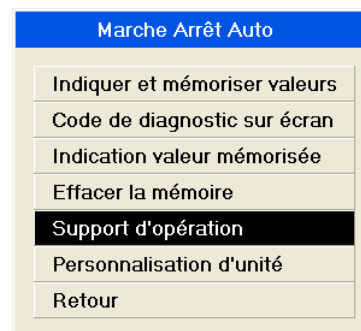 Marche Arrêt Auto
Indiquer et mémoriser valeurs
Code de diagnostic sur écran
Indication valeur mémorisée
Effacer la mémoire
Support d'opération
Personnalisation d'unité
Retour